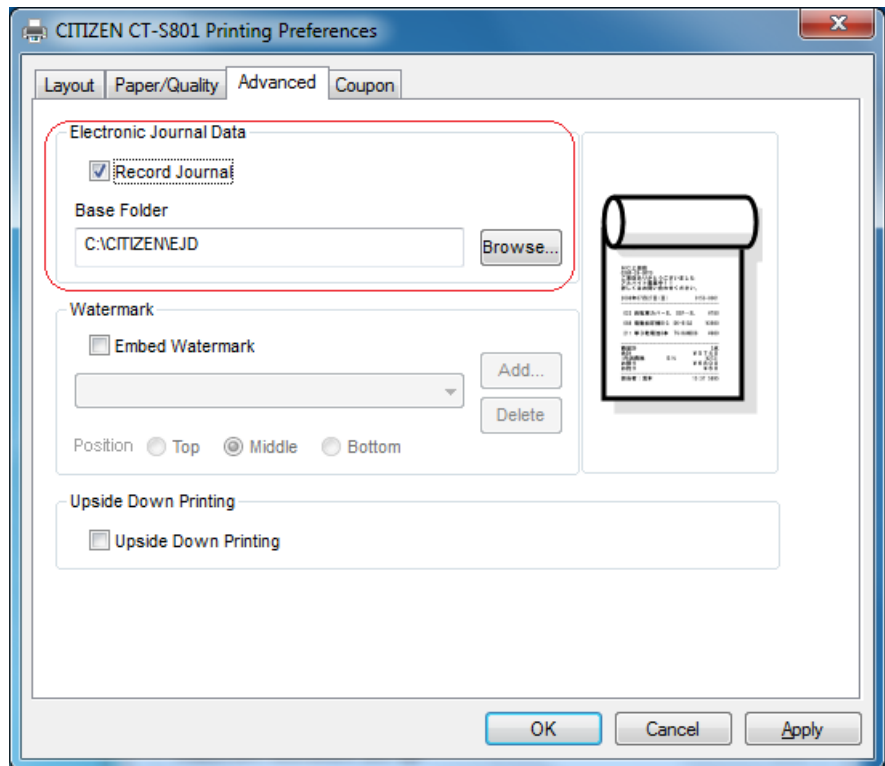 CITIZEN CT-S801 Printing Preferences
Layout Paper/Quality Advanced Coupon
Electronic Journal Data
Record Journal
Base Folder
C:\CITIZEN\EJD
Browse...
Watermark
Embed Watermark
Add...
Delete
Position Top Middle Bottom
Upside Down Printing
Upside Down Printing
OK Cancel Apply